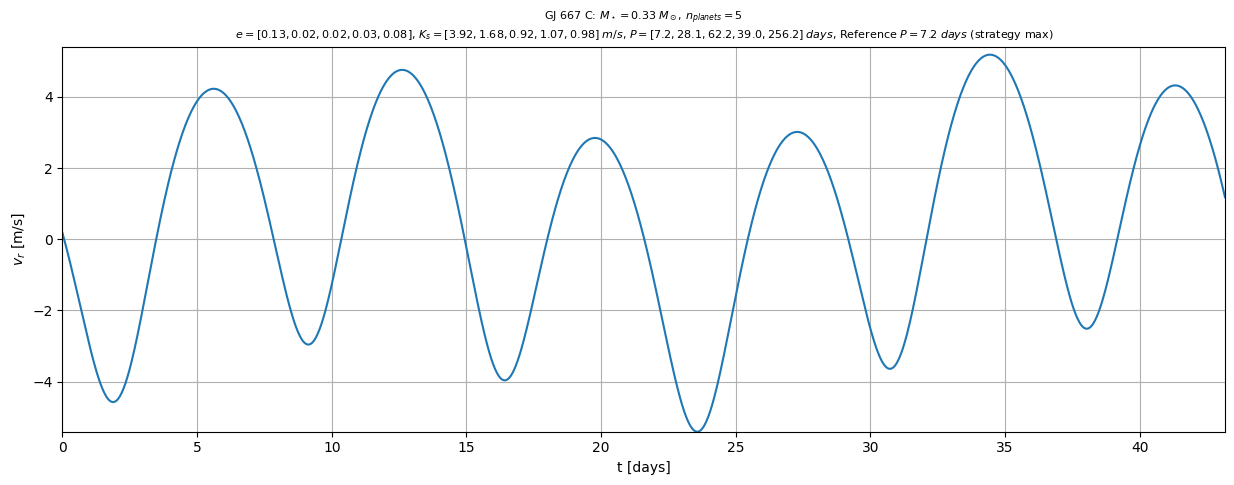 GJ 667 C: M⋆ = 0.33 M⊙, n_planets = 5
e = [0.13, 0.02, 0.02, 0.03, 0.08], K_s = [3.92, 1.68, 0.92, 1.07, 0.98] m/s, P = [7.2, 28.1, 62.2, 39.0, 256.2] days, Reference P = 7.2 days (strategy max)
v_r [m/s]
4
2
0
−2
−4
0 5 10 15 20 25 30 35 40
t [days]